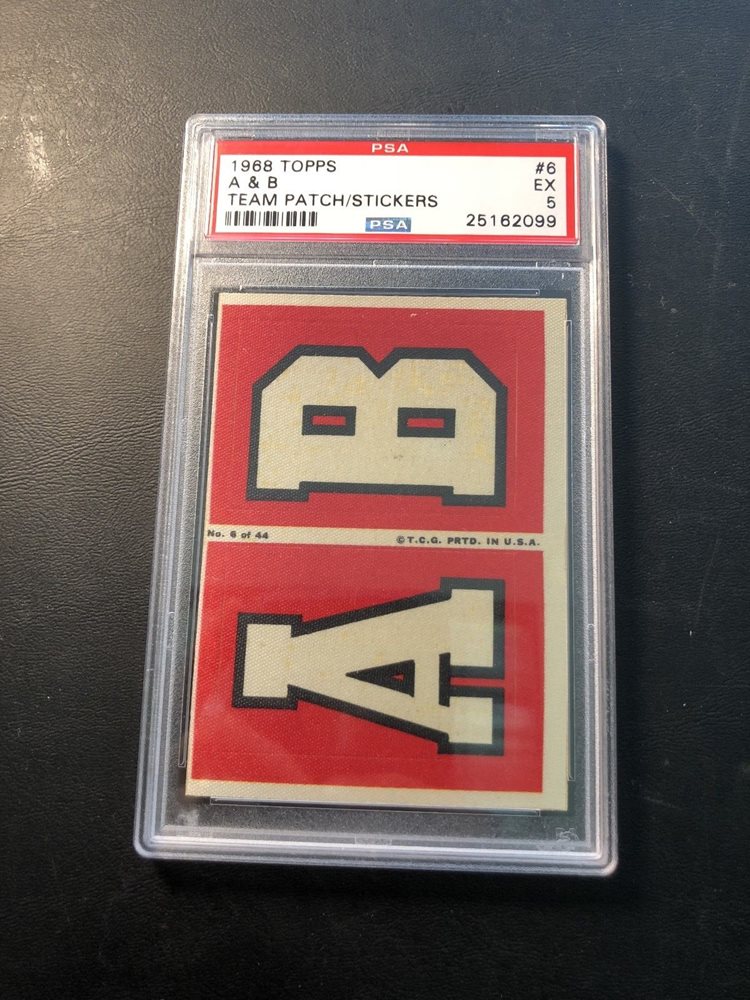 PSA
1968 TOPPS #6
A & B EX
TEAM PATCH/STICKERS 5
PSA 25162099
B
No. 6 of 44 ©T.C.G. PRTD. IN U.S.A.
A